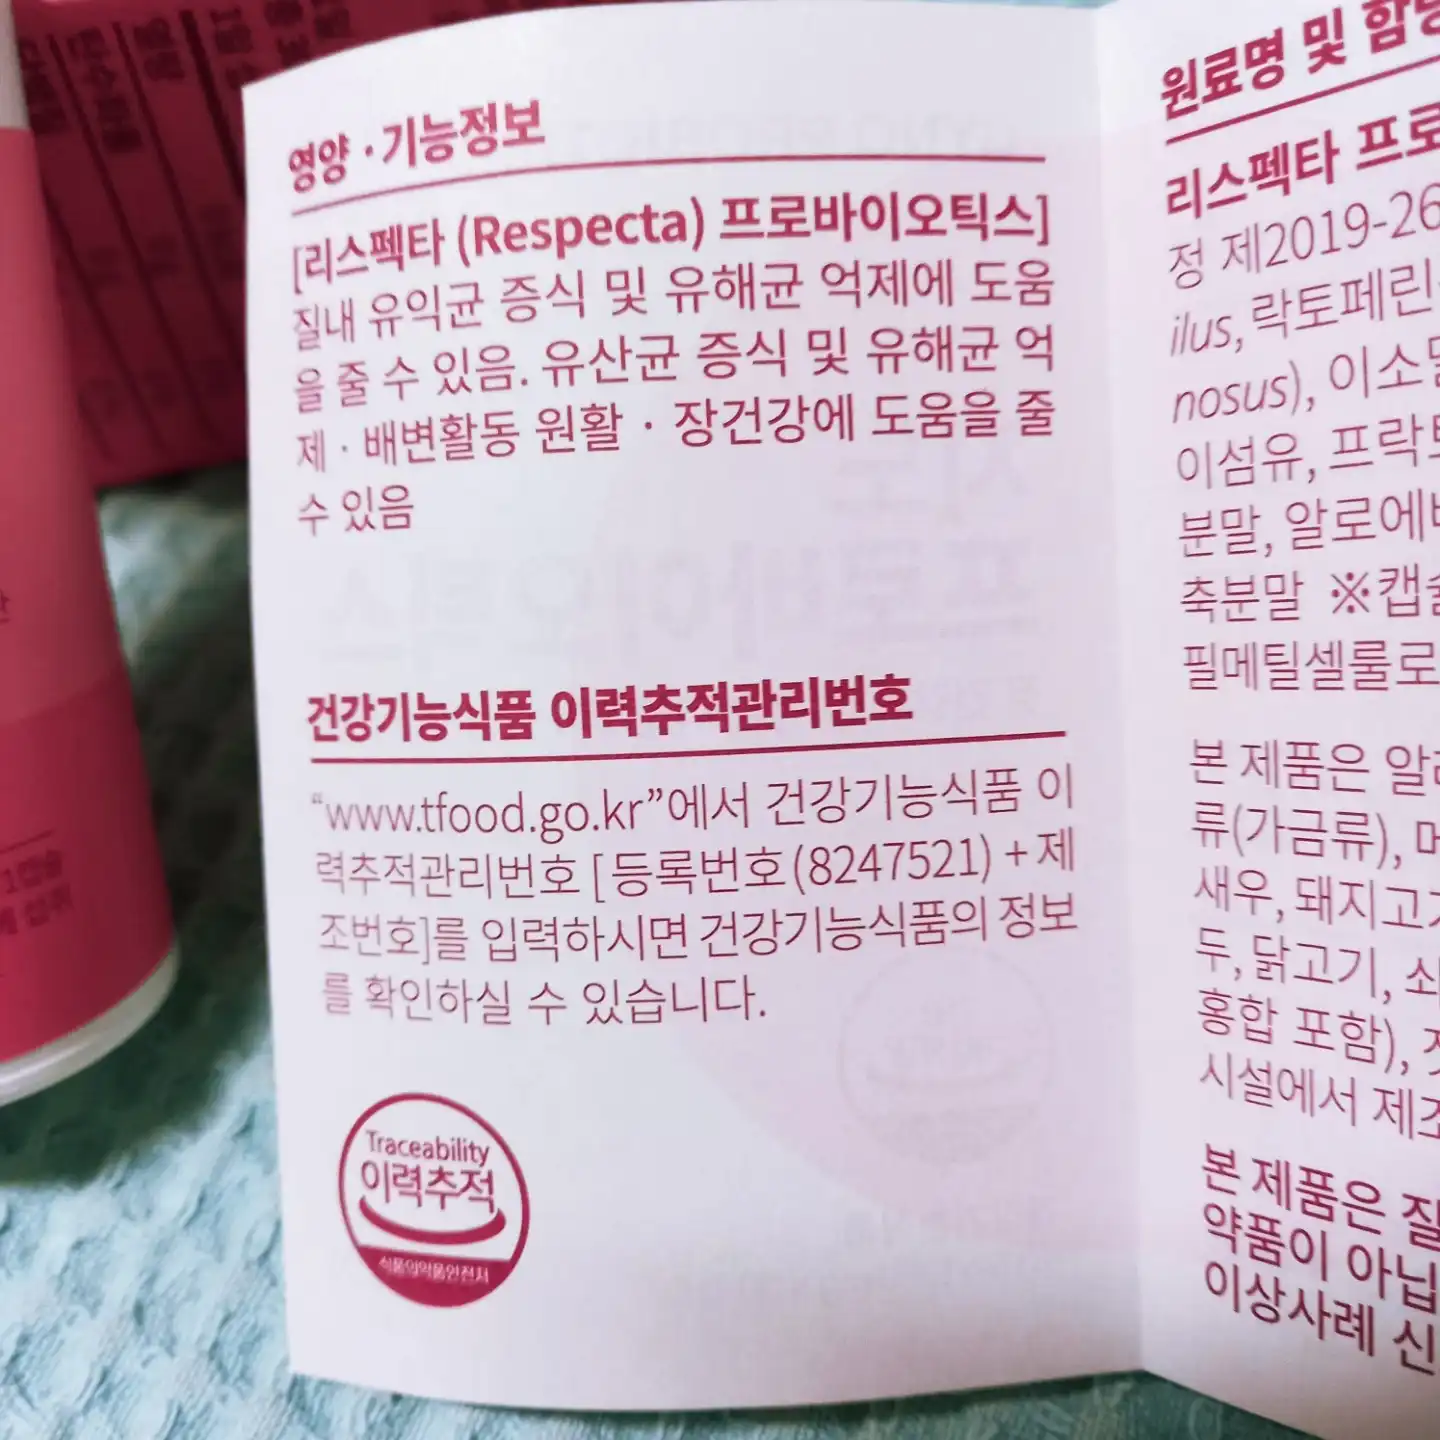 영양 · 기능정보
[리스펙타 (Respecta) 프로바이오틱스]
질내 유익균 증식 및 유해균 억제에 도움
을 줄 수 있음. 유산균 증식 및 유해균 억
제 · 배변활동 원활 · 장건강에 도움을 줄
수 있음
건강기능식품 이력추적관리번호
“www.tfood.go.kr”에서 건강기능식품 이
력추적관리번호 [ 등록번호(8247521) + 제
조번호]를 입력하시면 건강기능식품의 정보
를 확인하실 수 있습니다.
Traceability
이력추적
식품의약품안전처
원료명 및 함량
리스펙타 프로
정 제2019-26
ilus, 락토페린
nosus), 이소말
이섬유, 프락토
분말, 알로에
축분말 ※캡슐
필메틸셀룰로
본 제품은 알
류(가금류), 메
새우, 돼지고기
두, 닭고기, 쇠
홍합 포함), 잣
시설에서 제조
본 제품은 질
약품이 아닙
이상사례 신
1캡슐
섭취